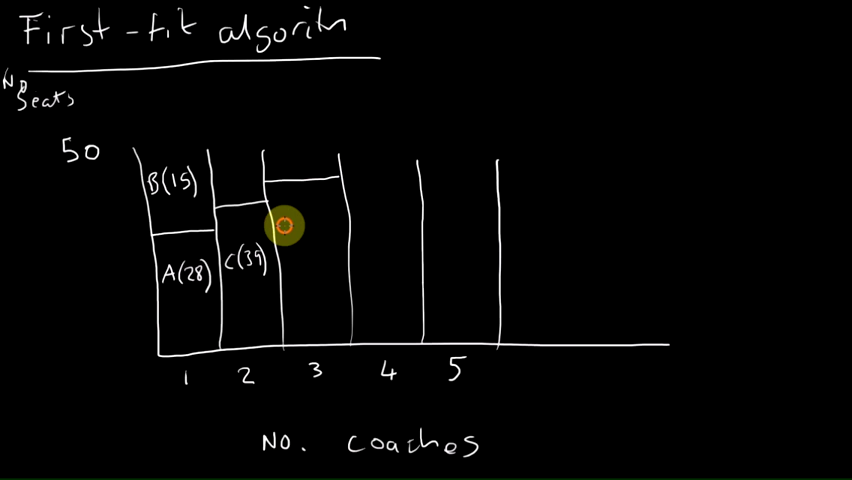 First-fit algorith
No
Seats
50
B(15)
A(28) C(39)
1 2 3 4 5
No. coaches